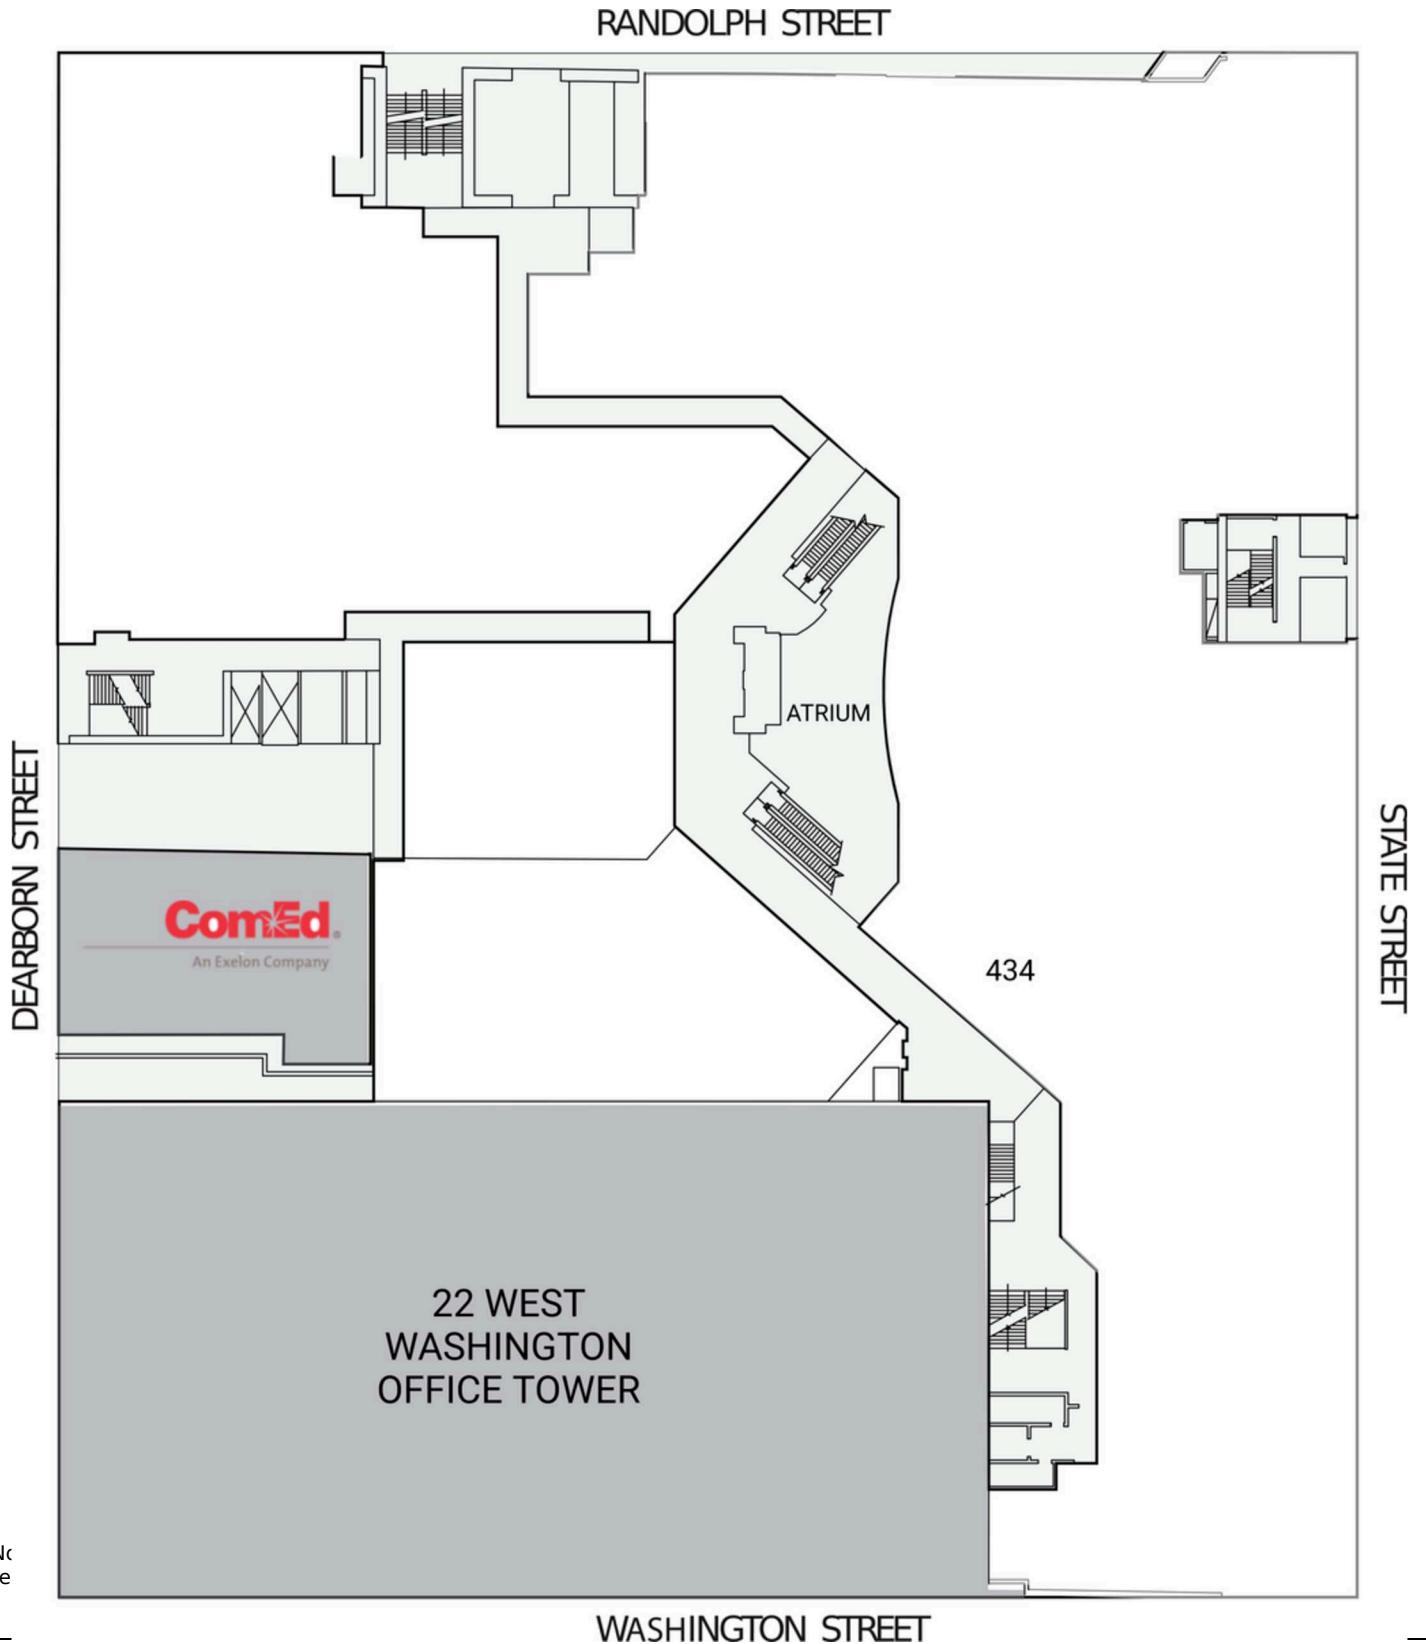 RANDOLPH STREET
ATRIUM
DEARBORN STREET
STATE STREET
ComEd®
An Exelon Company
434
22 WEST
WASHINGTON
OFFICE TOWER
WASHINGTON STREET